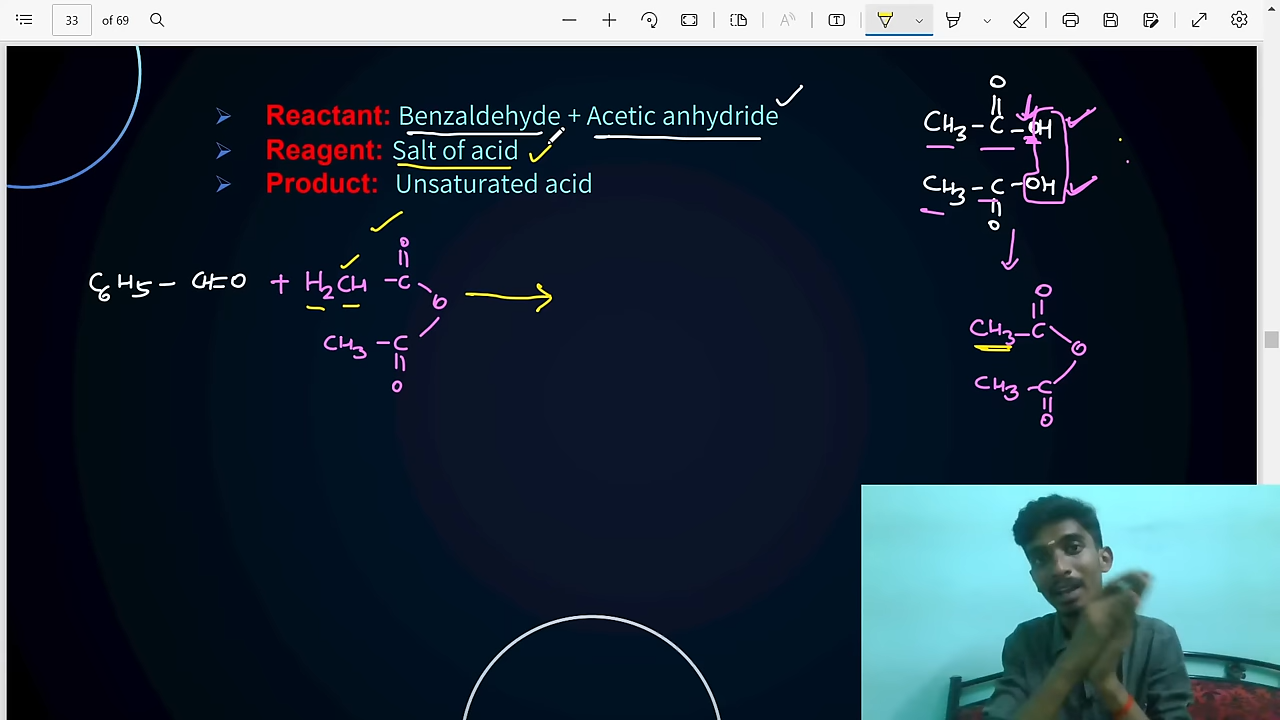 33 of 69
Reactant: Benzaldehyde + Acetic anhydride
Reagent: Salt of acid
Product: Unsaturated acid
O
CH3 - C - OH
CH3 - C - OH
O
O
C6H5 - CH=O + H2CH - C
O
CH3 - C
O
O
CH3 - C
O
CH3 - C
O